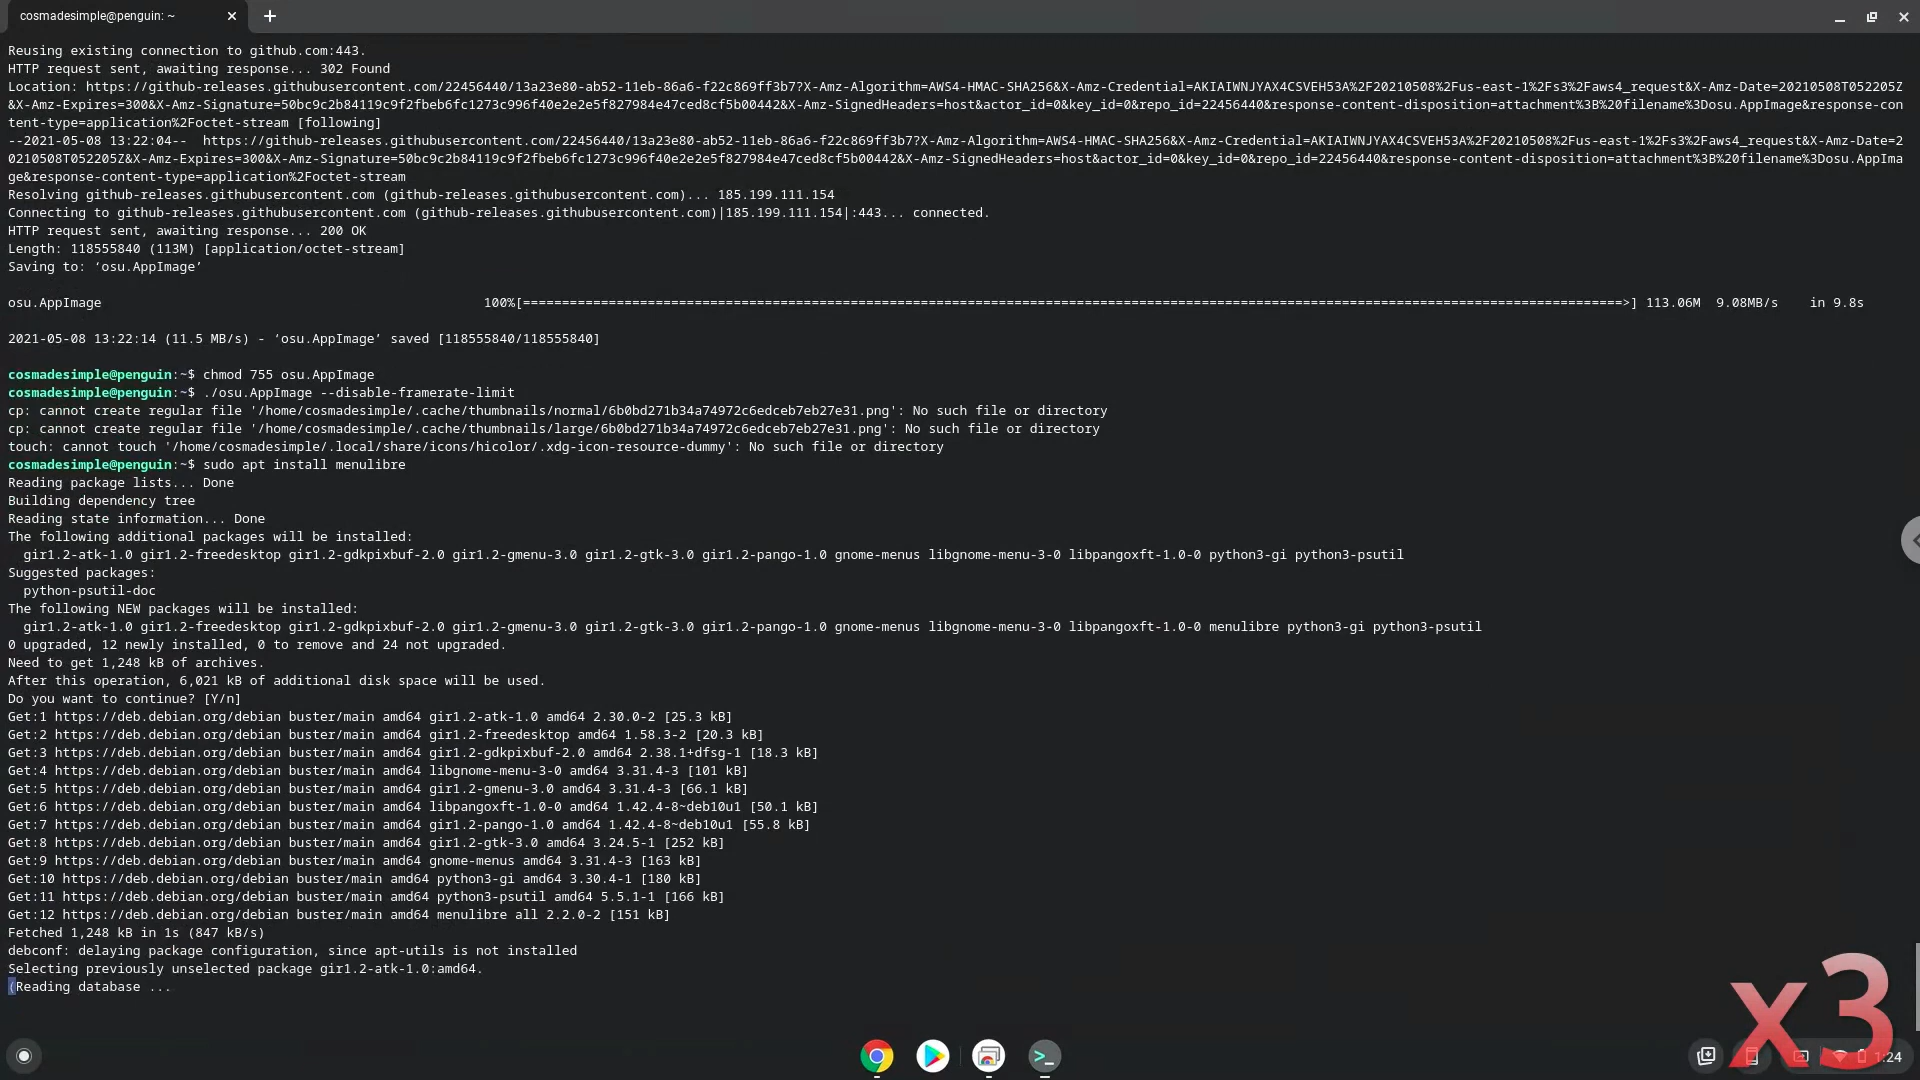 cosmadesimple@penguin: ~
Reusing existing connection to github.com:443.
HTTP request sent, awaiting response... 302 Found
Location: https://github-releases.githubusercontent.com/22456440/13a23e80-ab52-11eb-86a6-f22c869ff3b7?X-Amz-Algorithm=AWS4-HMAC-SHA256&X-Amz-Credential=AKIAIWNJYAX4CSVEH53A%2F20210508%2Fus-east-1%2Fs3%2Faws4_request&X-Amz-Date=20210508T052205Z
&X-Amz-Expires=300&X-Amz-Signature=50bc9c2b84119c9f2fbeb6fc1273c996f40e2e2e5f827984e47ced8cf5b00442&X-Amz-SignedHeaders=host&actor_id=0&key_id=0&repo_id=22456440&response-content-disposition=attachment%3B%20filename%3Dosu.AppImage&response-con
tent-type=application%2Foctet-stream [following]
--2021-05-08 13:22:04--  https://github-releases.githubusercontent.com/22456440/13a23e80-ab52-11eb-86a6-f22c869ff3b7?X-Amz-Algorithm=AWS4-HMAC-SHA256&X-Amz-Credential=AKIAIWNJYAX4CSVEH53A%2F20210508%2Fus-east-1%2Fs3%2Faws4_request&X-Amz-Date=2
0210508T052205Z&X-Amz-Expires=300&X-Amz-Signature=50bc9c2b84119c9f2fbeb6fc1273c996f40e2e2e5f827984e47ced8cf5b00442&X-Amz-SignedHeaders=host&actor_id=0&key_id=0&repo_id=22456440&response-content-disposition=attachment%3B%20filename%3Dosu.AppIma
ge&response-content-type=application%2Foctet-stream
Resolving github-releases.githubusercontent.com (github-releases.githubusercontent.com)... 185.199.111.154
Connecting to github-releases.githubusercontent.com (github-releases.githubusercontent.com)|185.199.111.154|:443... connected.
HTTP request sent, awaiting response... 200 OK
Length: 118555840 (113M) [application/octet-stream]
Saving to: ‘osu.AppImage’
osu.AppImage 100%[==============================================================================================================================================>] 113.06M 9.08MB/s in 9.8s
2021-05-08 13:22:14 (11.5 MB/s) - ‘osu.AppImage’ saved [118555840/118555840]
cosmadesimple@penguin:~$ chmod 755 osu.AppImage
cosmadesimple@penguin:~$ ./osu.AppImage --disable-framerate-limit
cp: cannot create regular file '/home/cosmadesimple/.cache/thumbnails/normal/6b0bd271b34a74972c6edceb7eb27e31.png': No such file or directory
cp: cannot create regular file '/home/cosmadesimple/.cache/thumbnails/large/6b0bd271b34a74972c6edceb7eb27e31.png': No such file or directory
touch: cannot touch '/home/cosmadesimple/.local/share/icons/hicolor/.xdg-icon-resource-dummy': No such file or directory
cosmadesimple@penguin:~$ sudo apt install menulibre
Reading package lists... Done
Building dependency tree
Reading state information... Done
The following additional packages will be installed:
gir1.2-atk-1.0 gir1.2-freedesktop gir1.2-gdkpixbuf-2.0 gir1.2-gmenu-3.0 gir1.2-gtk-3.0 gir1.2-pango-1.0 gnome-menus libgnome-menu-3-0 libpangoxft-1.0-0 python3-gi python3-psutil
Suggested packages:
python-psutil-doc
The following NEW packages will be installed:
gir1.2-atk-1.0 gir1.2-freedesktop gir1.2-gdkpixbuf-2.0 gir1.2-gmenu-3.0 gir1.2-gtk-3.0 gir1.2-pango-1.0 gnome-menus libgnome-menu-3-0 libpangoxft-1.0-0 menulibre python3-gi python3-psutil
0 upgraded, 12 newly installed, 0 to remove and 24 not upgraded.
Need to get 1,248 kB of archives.
After this operation, 6,021 kB of additional disk space will be used.
Do you want to continue? [Y/n]
Get:1 https://deb.debian.org/debian buster/main amd64 gir1.2-atk-1.0 amd64 2.30.0-2 [25.3 kB]
Get:2 https://deb.debian.org/debian buster/main amd64 gir1.2-freedesktop amd64 1.58.3-2 [20.3 kB]
Get:3 https://deb.debian.org/debian buster/main amd64 gir1.2-gdkpixbuf-2.0 amd64 2.38.1+dfsg-1 [18.3 kB]
Get:4 https://deb.debian.org/debian buster/main amd64 libgnome-menu-3-0 amd64 3.31.4-3 [101 kB]
Get:5 https://deb.debian.org/debian buster/main amd64 gir1.2-gmenu-3.0 amd64 3.31.4-3 [66.1 kB]
Get:6 https://deb.debian.org/debian buster/main amd64 libpangoxft-1.0-0 amd64 1.42.4-8~deb10u1 [50.1 kB]
Get:7 https://deb.debian.org/debian buster/main amd64 gir1.2-pango-1.0 amd64 1.42.4-8~deb10u1 [55.8 kB]
Get:8 https://deb.debian.org/debian buster/main amd64 gir1.2-gtk-3.0 amd64 3.24.5-1 [252 kB]
Get:9 https://deb.debian.org/debian buster/main amd64 gnome-menus amd64 3.31.4-3 [163 kB]
Get:10 https://deb.debian.org/debian buster/main amd64 python3-gi amd64 3.30.4-1 [180 kB]
Get:11 https://deb.debian.org/debian buster/main amd64 python3-psutil amd64 5.5.1-1 [166 kB]
Get:12 https://deb.debian.org/debian buster/main amd64 menulibre all 2.2.0-2 [151 kB]
Fetched 1,248 kB in 1s (847 kB/s)
debconf: delaying package configuration, since apt-utils is not installed
Selecting previously unselected package gir1.2-atk-1.0:amd64.
(Reading database ...
x3
1:24